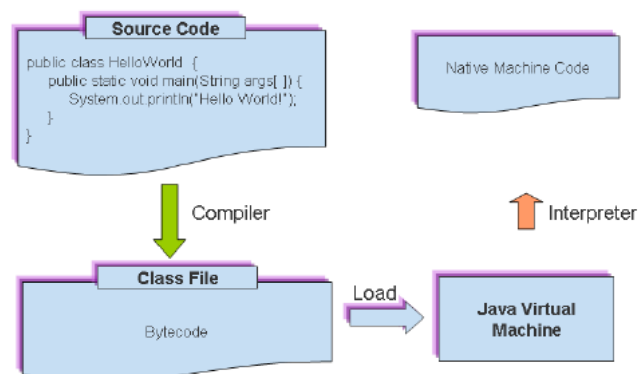 Source Code
public class HelloWorld {
public static void main(String args[ ]) {
System.out.println("Hello World!");
}
}
Native Machine Code
Compiler
Interpreter
Class File
Bytecode
Load
Java Virtual
Machine